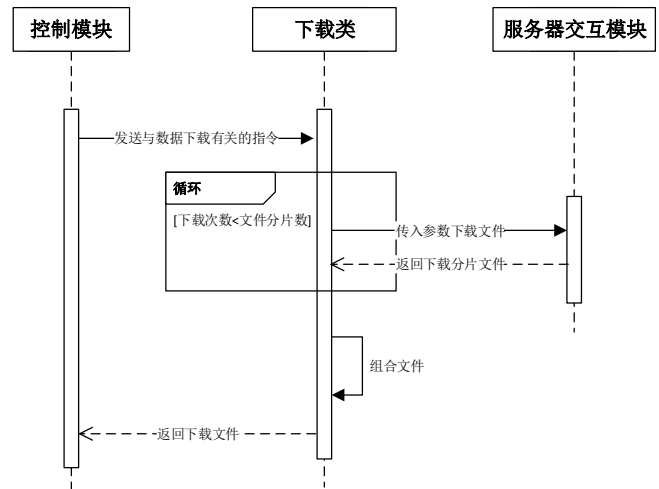 控制模块
下载类
服务器交互模块
发送与数据下载有关的指令
循环
[下载次数<文件分片数]
传入参数下载文件
返回下载分片文件
组合文件
返回下载文件